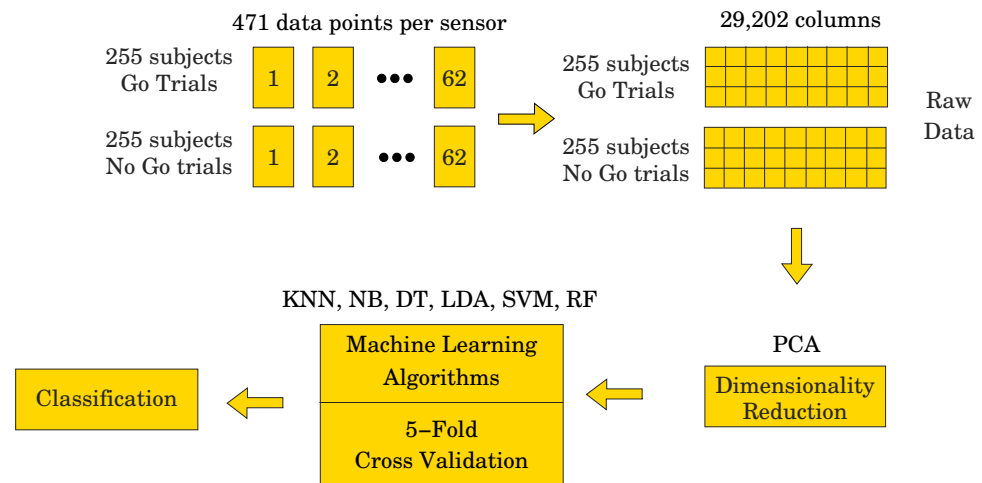 471 data points per sensor
255 subjects
Go Trials
1
2
•••
62
255 subjects
No Go trials
1
2
•••
62
29,202 columns
255 subjects
Go Trials
255 subjects
No Go trials
Raw
Data
PCA
Dimensionality
Reduction
KNN, NB, DT, LDA, SVM, RF
Machine Learning
Algorithms
5−Fold
Cross Validation
Classification